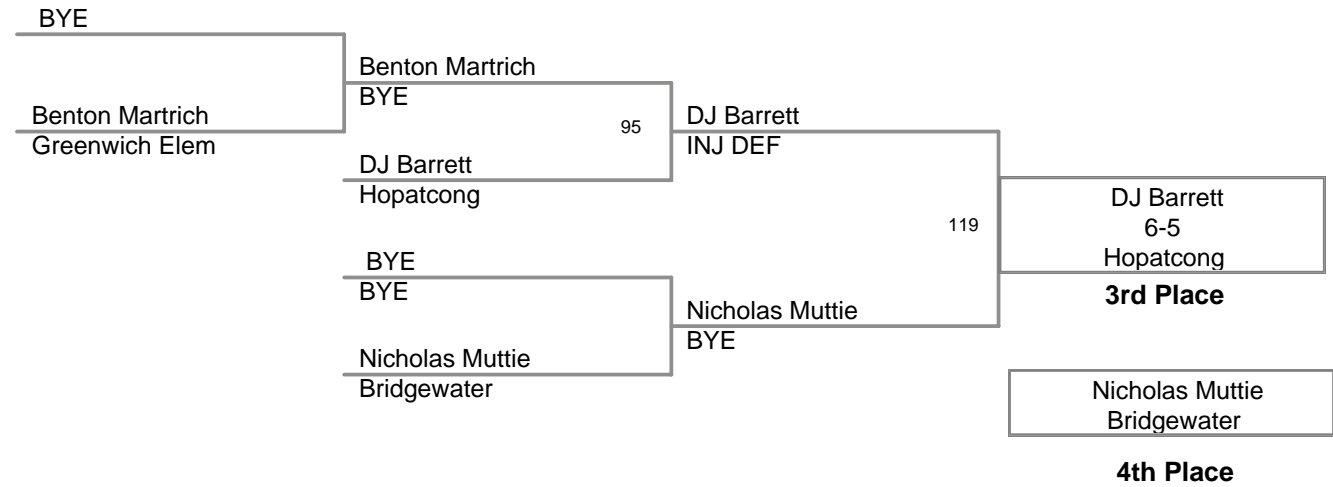 BYE
Benton Martrich
Greenwich Elem
Benton Martrich
BYE
95
DJ Barrett
Hopatcong
BYE
BYE
Nicholas Muttie
Bridgewater
DJ Barrett
INJ DEF
119
Nicholas Muttie
BYE
DJ Barrett
6-5
Hopatcong
3rd Place
Nicholas Muttie
Bridgewater
4th Place